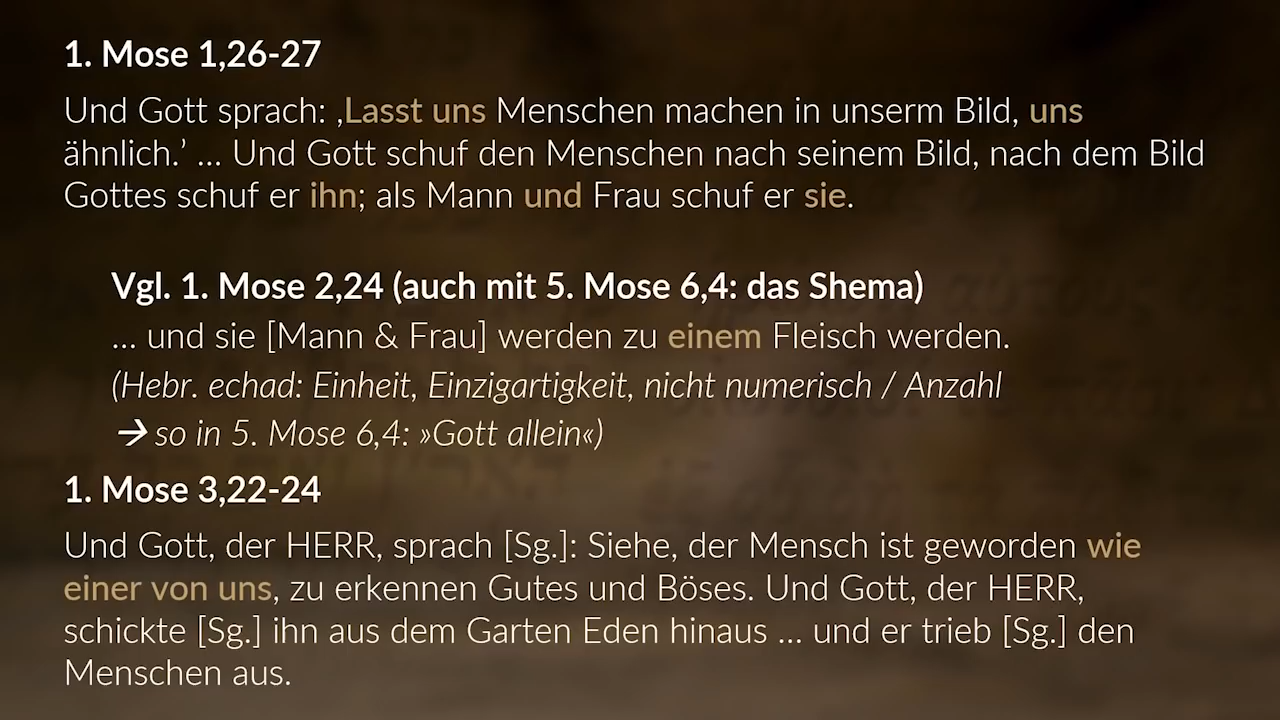 1. Mose 1,26-27
Und Gott sprach: ‚Lasst uns Menschen machen in unserm Bild, uns
ähnlich.’ ... Und Gott schuf den Menschen nach seinem Bild, nach dem Bild
Gottes schuf er ihn; als Mann und Frau schuf er sie.
Vgl. 1. Mose 2,24 (auch mit 5. Mose 6,4: das Shema)
... und sie [Mann & Frau] werden zu einem Fleisch werden.
(Hebr. echad: Einheit, Einzigartigkeit, nicht numerisch / Anzahl
→ so in 5. Mose 6,4: »Gott allein«)
1. Mose 3,22-24
Und Gott, der HERR, sprach [Sg.]: Siehe, der Mensch ist geworden wie
einer von uns, zu erkennen Gutes und Böses. Und Gott, der HERR,
schickte [Sg.] ihn aus dem Garten Eden hinaus ... und er trieb [Sg.] den
Menschen aus.